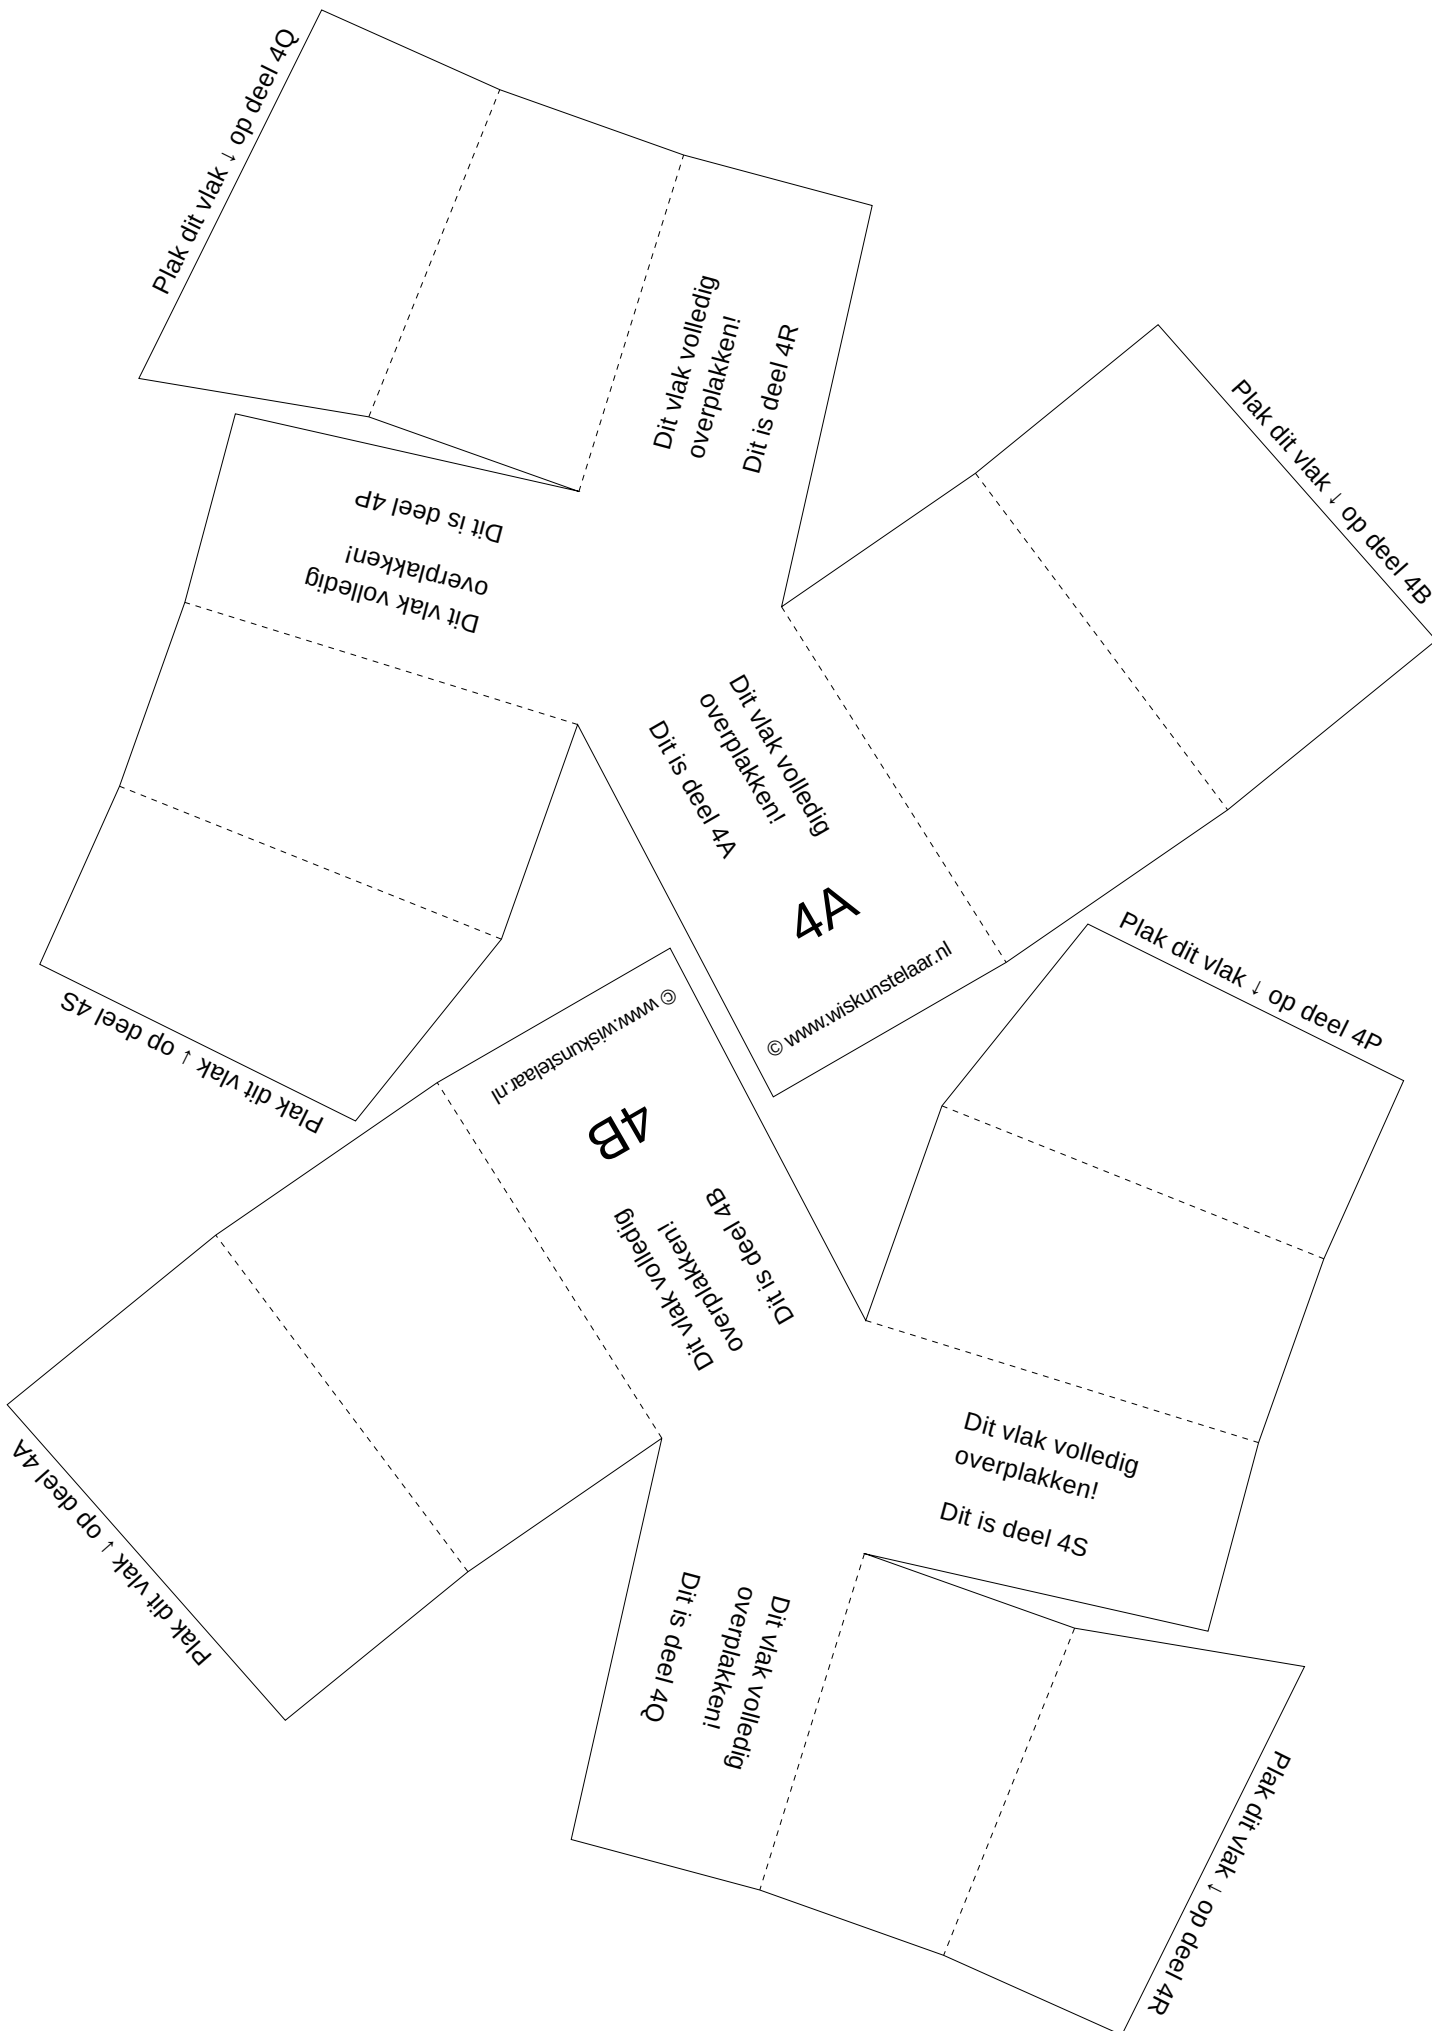 Plak dit vlak ↓ op deel 4Q
Dit vlak volledig
overplakken!
Dit is deel 4R
Plak dit vlak ↓ op deel 4B
Dit vlak volledig
overplakken!
Dit is deel 4P
Dit vlak volledig
overplakken!
Dit is deel 4A
4A
© www.wiskunstelaar.nl
Plak dit vlak ↓ op deel 4S
Plak dit vlak ↓ op deel 4P
© www.wiskunstelaar.nl
4B
Dit vlak volledig
overplakken!
Dit is deel 4B
Plak dit vlak ↓ op deel 4A
Dit vlak volledig
overplakken!
Dit is deel 4S
Dit vlak volledig
overplakken!
Dit is deel 4Q
Plak dit vlak ↓ op deel 4R